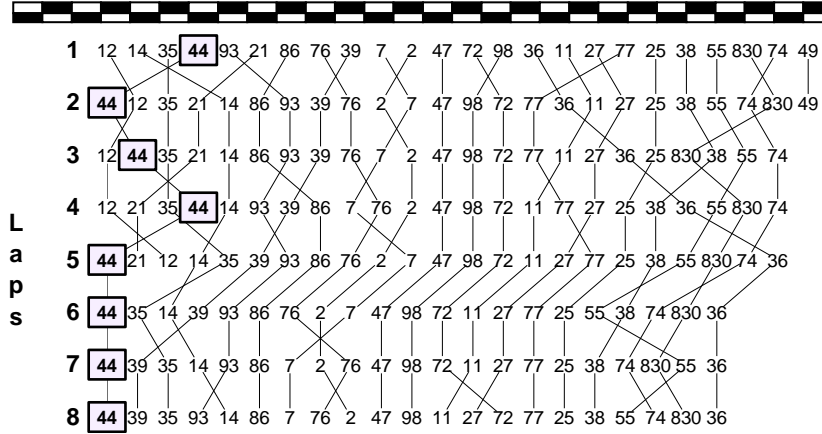 1 12 14 35 44 93 21 86 76 39 7 2 47 72 98 36 11 27 77 25 38 55 830 74 49
2 44 12 35 21 14 86 93 39 76 2 7 47 98 72 77 36 11 27 25 38 55 74 830 49
3 12 44 35 21 14 86 93 39 76 7 2 47 98 72 77 11 27 36 25 830 38 55 74
4 12 21 35 44 14 93 39 86 7 76 2 47 98 72 11 77 27 25 38 36 55 830 74
5 44 21 12 14 35 39 93 86 76 2 7 47 98 72 11 27 77 25 38 55 830 74 36
6 44 35 14 39 93 86 76 2 7 47 98 72 11 27 77 25 55 38 74 830 36
7 44 39 35 14 93 86 7 2 76 47 98 72 11 27 77 25 38 74 830 55 36
8 44 39 35 93 14 86 7 76 2 47 98 11 27 72 77 25 38 55 74 830 36
Laps